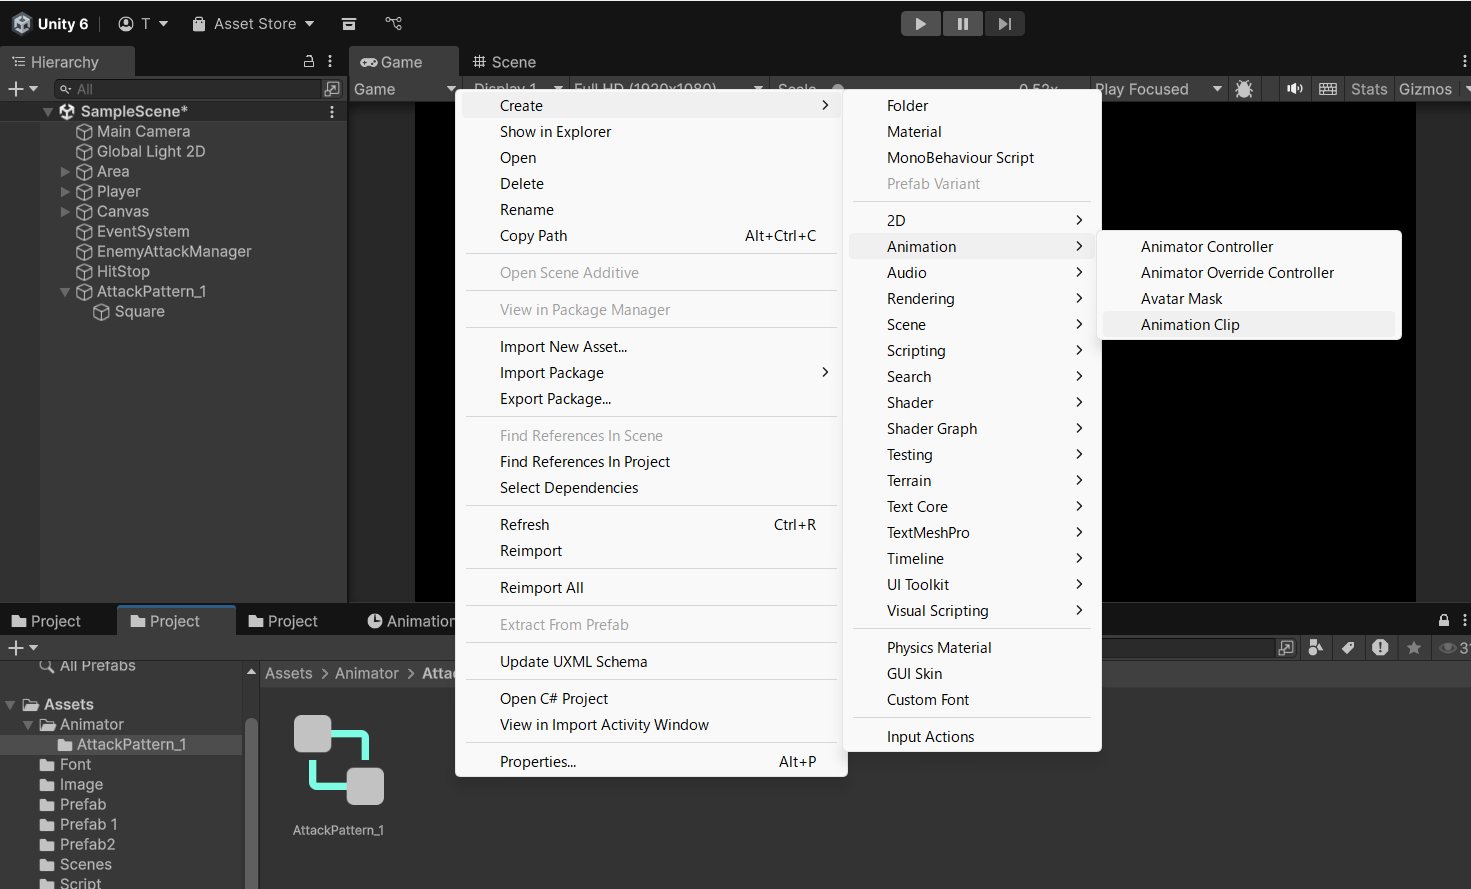 Unity 6
T
Asset Store
Hierarchy
Game
Scene
All
Game
Display 1
Full HD (1920x1080)
Scale
0.52x
Play Focused
Stats
Gizmos
SampleScene*
Main Camera
Global Light 2D
Area
Player
Canvas
EventSystem
EnemyAttackManager
HitStop
AttackPattern_1
Square
Create
Show in Explorer
Open
Delete
Rename
Copy Path Alt+Ctrl+C
Open Scene Additive
View in Package Manager
Import New Asset...
Import Package
Export Package...
Find References In Scene
Find References In Project
Select Dependencies
Refresh Ctrl+R
Reimport
Reimport All
Extract From Prefab
Update UXML Schema
Open C# Project
View in Import Activity Window
Properties... Alt+P
Folder
Material
MonoBehaviour Script
Prefab Variant
2D
Animation
Audio
Rendering
Scene
Scripting
Search
Shader
Shader Graph
Testing
Terrain
Text Core
TextMeshPro
Timeline
UI Toolkit
Visual Scripting
Physics Material
GUI Skin
Custom Font
Input Actions
Animator Controller
Animator Override Controller
Avatar Mask
Animation Clip
Project
Project
Project
Animation
31
All Prefabs
Assets
Animator
AttackPattern_1
Font
Image
Prefab
Prefab 1
Prefab2
Scenes
Script
Assets > Animator > Attac
AttackPattern_1